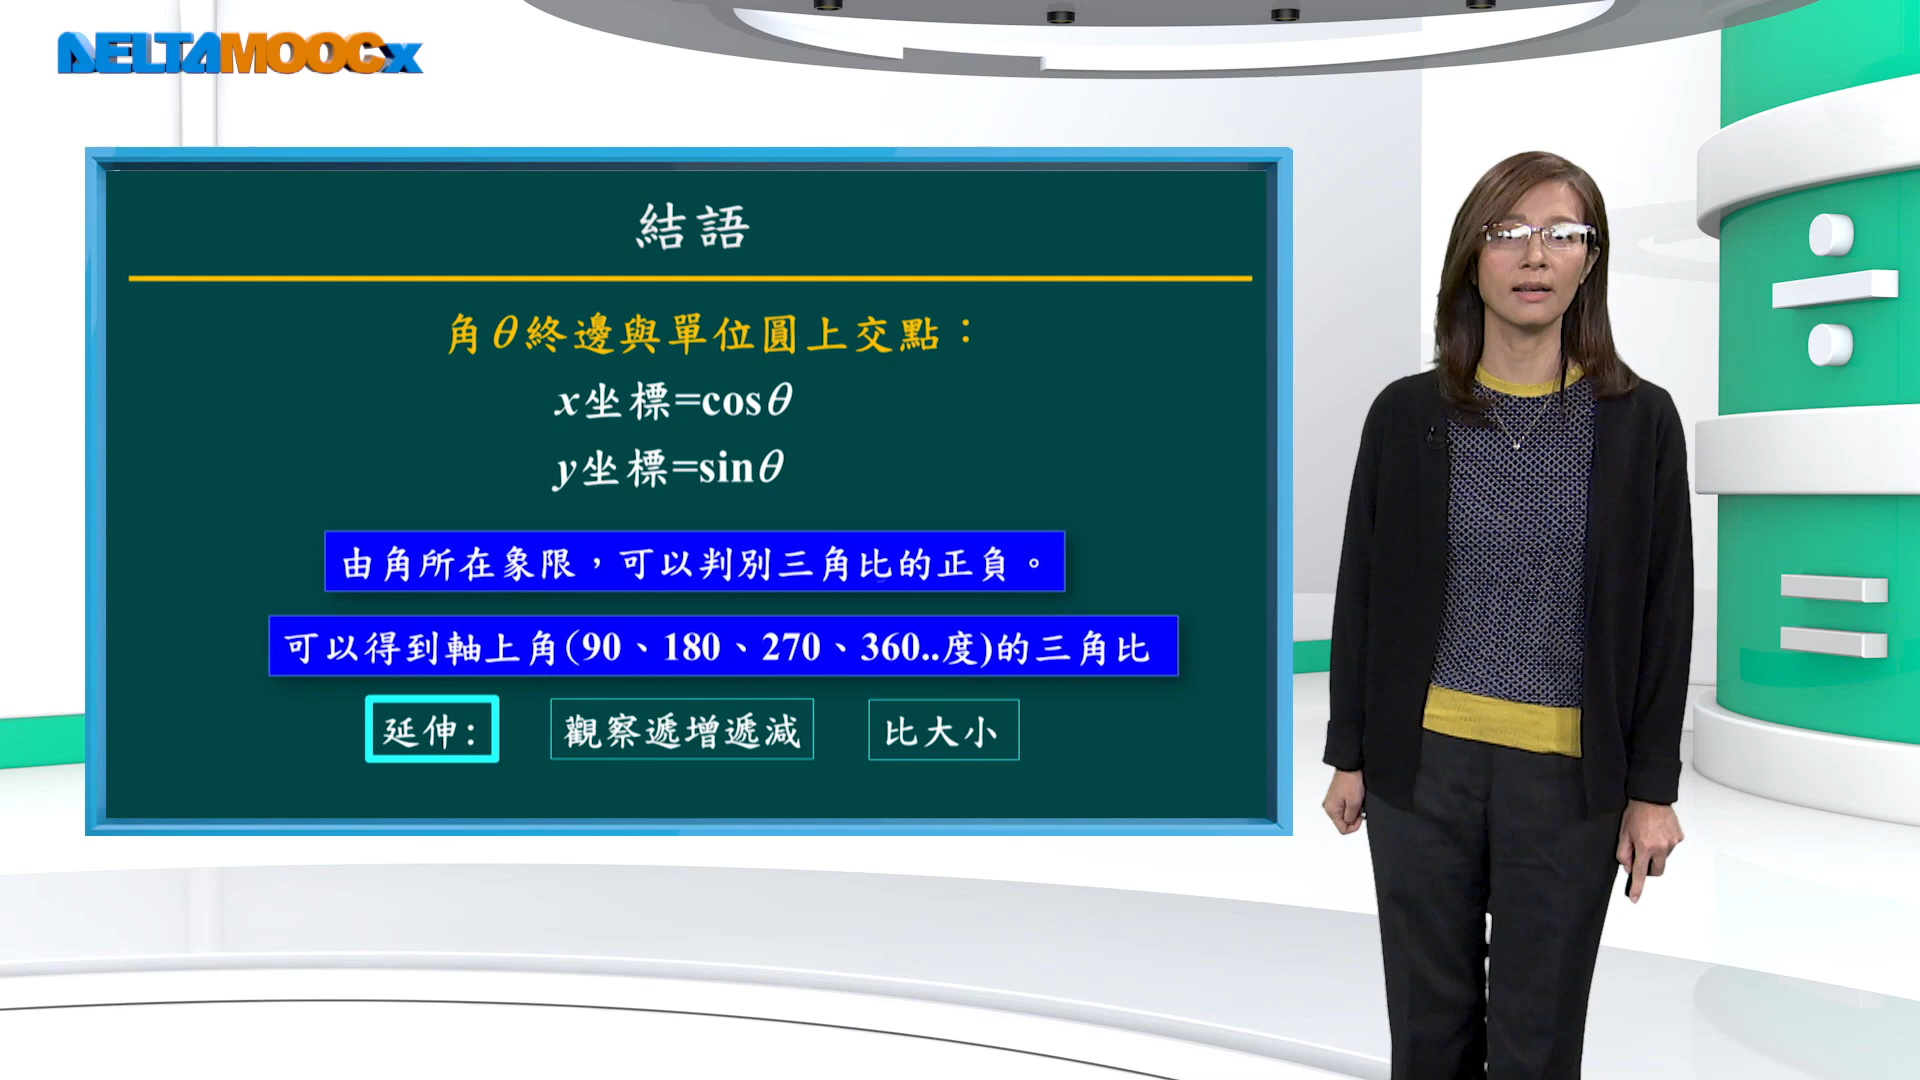 DELTAMOOCx
結語
角θ終邊與單位圓上交點：
x坐標=cosθ
y坐標=sinθ
由角所在象限，可以判別三角比的正負。
可以得到軸上角(90、180、270、360..度)的三角比
延伸: 觀察遞增遞減 比大小